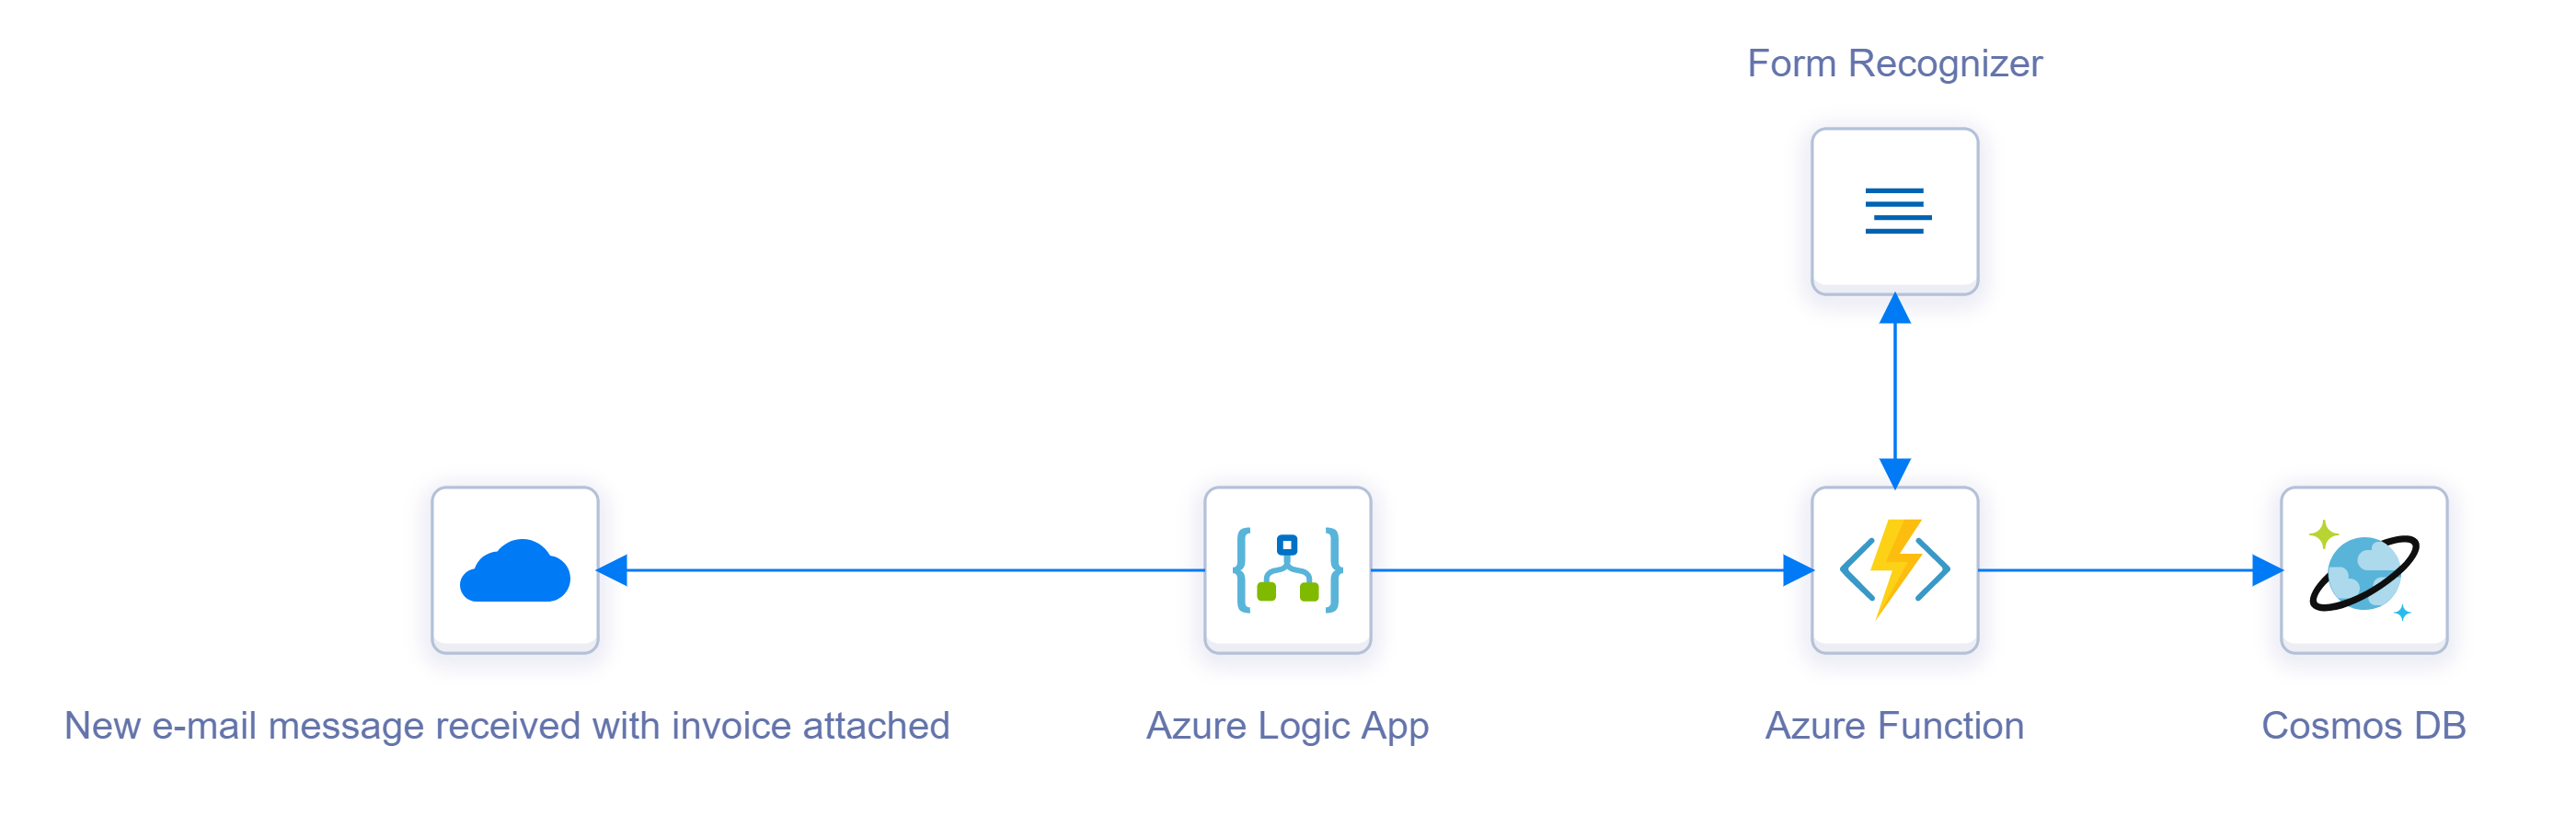 Form Recognizer
New e-mail message received with invoice attached
Azure Logic App
Azure Function
Cosmos DB